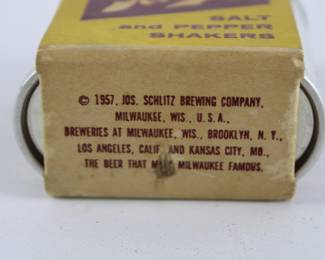 SALT
and PEPPER
SHAKERS
© 1957, JOS. SCHLITZ BREWING COMPANY,
MILWAUKEE, WIS., U.S.A.,
BREWERIES AT MILWAUKEE, WIS., BROOKLYN, N. Y.,
LOS ANGELES, CALIF. AND KANSAS CITY, MO.,
THE BEER THAT MADE MILWAUKEE FAMOUS.